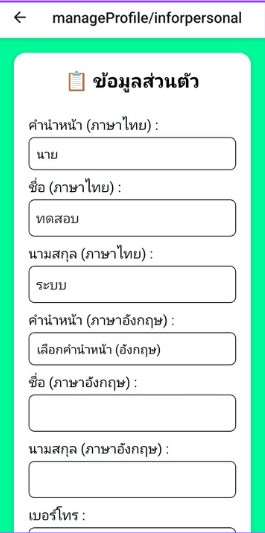 manageProfile/inforpersonal
📋 ข้อมูลส่วนตัว
คำนำหน้า (ภาษาไทย) :
นาย
ชื่อ (ภาษาไทย) :
ทดสอบ
นามสกุล (ภาษาไทย) :
ระบบ
คำนำหน้า (ภาษาอังกฤษ) :
เลือกคำนำหน้า (อังกฤษ)
ชื่อ (ภาษาอังกฤษ) :
นามสกุล (ภาษาอังกฤษ) :
เบอร์โทร :